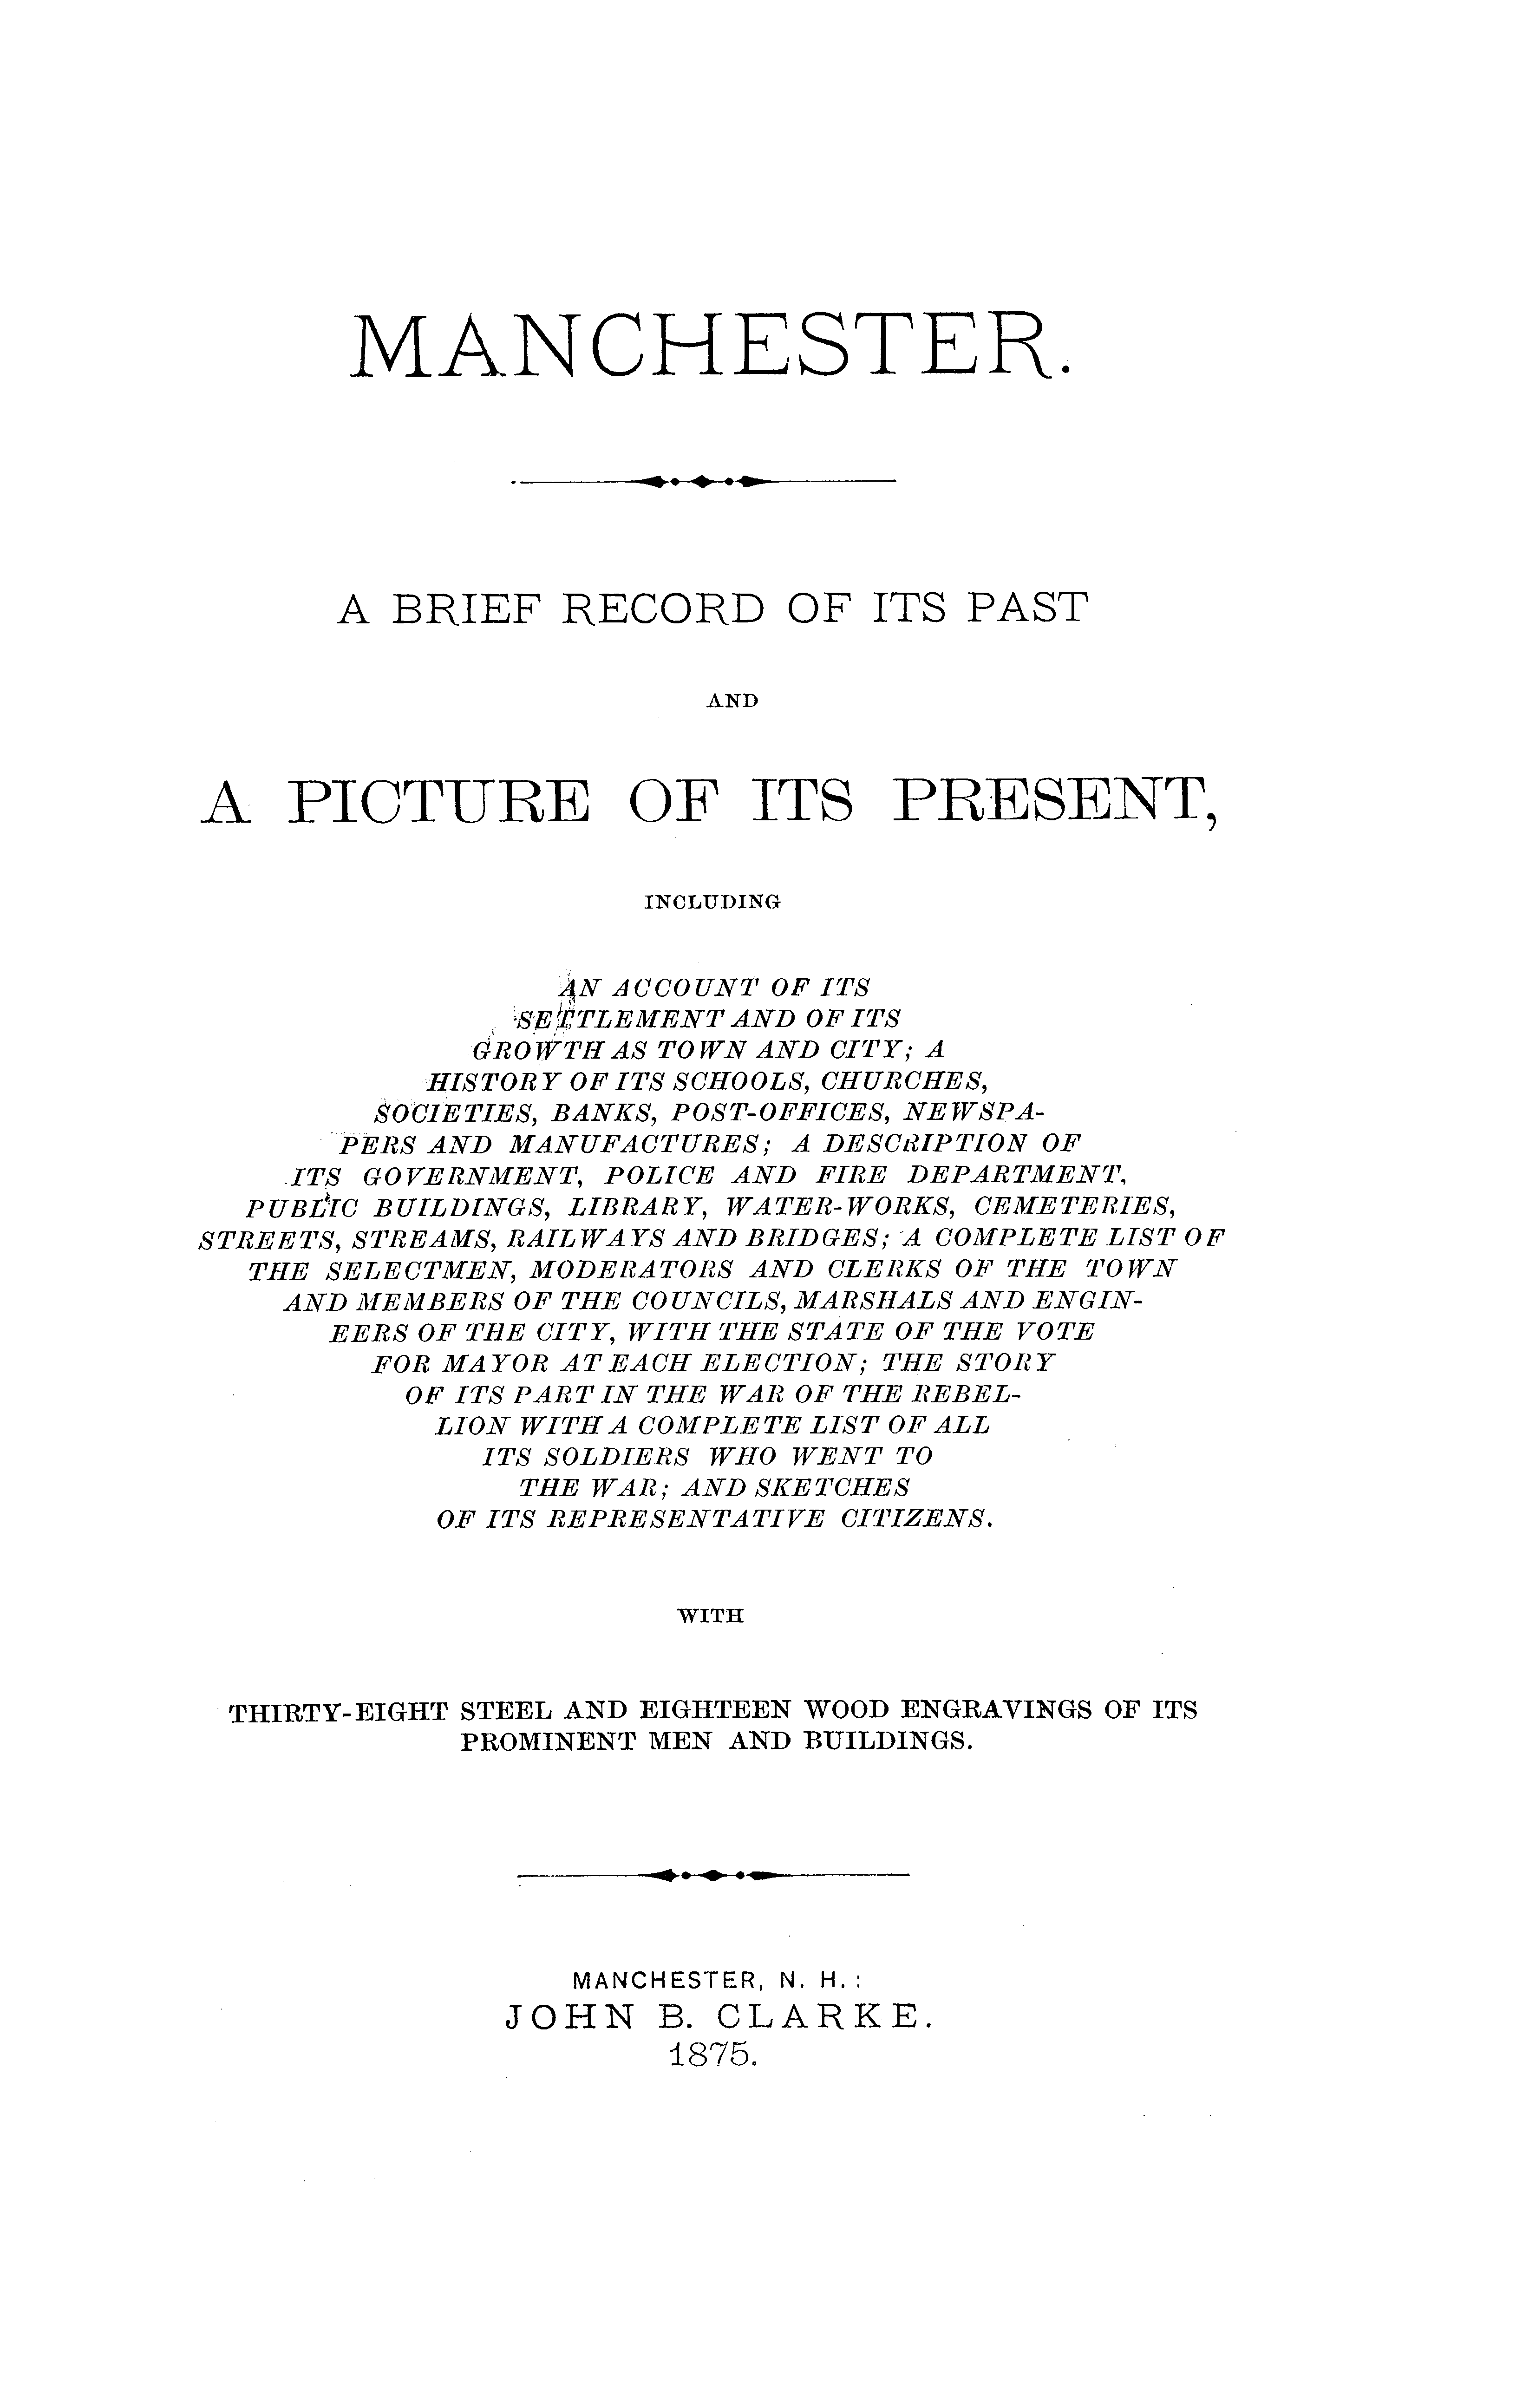 MANCHESTER.
A BRIEF RECORD OF ITS PAST
AND
A PICTURE OF ITS PRESENT,
INCLUDING
AN ACCOUNT OF ITS
SETTLEMENT AND OF ITS
GROWTH AS TOWN AND CITY; A
HISTORY OF ITS SCHOOLS, CHURCHES,
SOCIETIES, BANKS, POST-OFFICES, NEWSPA-
PERS AND MANUFACTURES; A DESCRIPTION OF
ITS GOVERNMENT, POLICE AND FIRE DEPARTMENT,
PUBLIC BUILDINGS, LIBRARY, WATER-WORKS, CEMETERIES,
STREETS, STREAMS, RAILWAYS AND BRIDGES; A COMPLETE LIST OF
THE SELECTMEN, MODERATORS AND CLERKS OF THE TOWN
AND MEMBERS OF THE COUNCILS, MARSHALS AND ENGIN-
EERS OF THE CITY, WITH THE STATE OF THE VOTE
FOR MAYOR AT EACH ELECTION; THE STORY
OF ITS PART IN THE WAR OF THE REBEL-
LION WITH A COMPLETE LIST OF ALL
ITS SOLDIERS WHO WENT TO
THE WAR; AND SKETCHES
OF ITS REPRESENTATIVE CITIZENS.
WITH
THIRTY-EIGHT STEEL AND EIGHTEEN WOOD ENGRAVINGS OF ITS
PROMINENT MEN AND BUILDINGS.
MANCHESTER, N. H.:
JOHN B. CLARKE.
1875.